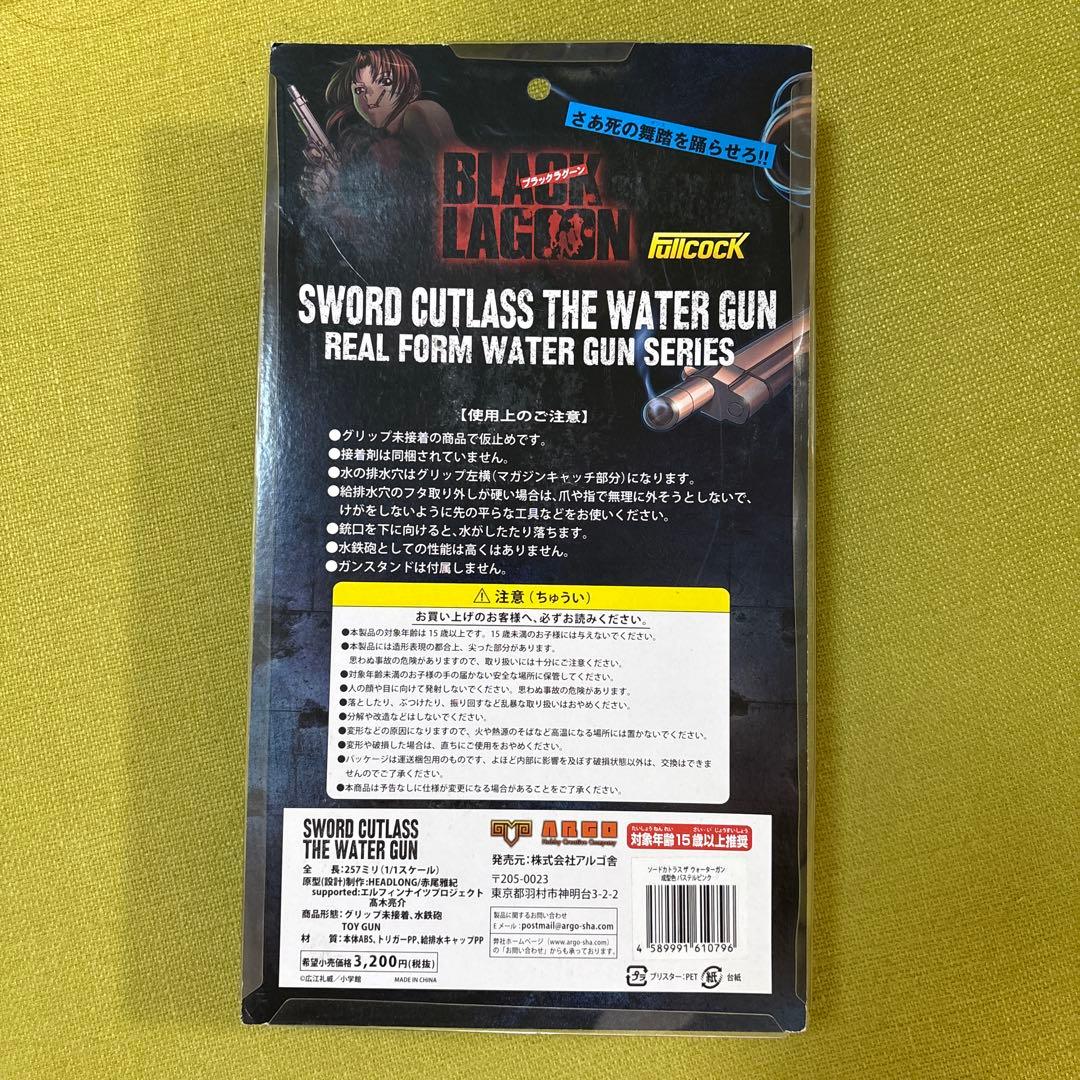 さあ死の舞踏を踊らせろ!!
BLACK
ブラックラグーン
LAGOON
FullcocK
SWORD CUTLASS THE WATER GUN
REAL FORM WATER GUN SERIES
【使用上のご注意】
●グリップ未接着の商品で仮止めです。
●接着剤は同梱されていません。
●水の排水穴はグリップ左横(マガジンキャッチ部分)になります。
●給排水穴のフタ取り外しが硬い場合は、爪や指で無理に外そうとしないで、
けがをしないように先の平らな工具などをお使いください。
●銃口を下に向けると、水がしたたり落ちます。
●水鉄砲としての性能は高くはありません。
●ガンスタンドは付属しません。
⚠ 注意(ちゅうい)
お買い上げのお客様へ、必ずお読みください。
●本製品の対象年齢は15歳以上です。15歳未満のお子様には与えないでください。
●本製品には造形表現の都合上、尖った部分があります。
思わぬ事故の危険がありますので、取り扱いには十分にご注意ください。
●対象年齢未満のお子様の手の届かない安全な場所に保管してください。
●人の顔や目に向けて発射しないでください。思わぬ事故の危険があります。
●落としたり、ぶつけたり、振り回すなど乱暴な取り扱いはおやめください。
●分解や改造などはしないでください。
●変形などの原因になりますので、火や熱源のそばなど高温になる場所には置かないでください。
●変形や破損した場合は、直ちにご使用をおやめください。
●パッケージは運送梱包用のものです、よほど内部に影響を及ぼす破損状態以外は、交換はできま
せんのでご了承ください。
●本商品は予告なしに仕様が変更になる場合があることをご了承ください。
SWORD CUTLASS
THE WATER GUN
全 長:257ミリ(1/1スケール)
原型(設計)制作:HEADLONG/赤尾雅紀
supported:エルフィンナイツプロジェクト
髙木亮介
商品形態:グリップ未接着、水鉄砲
TOY GUN
材 質:本体ABS、トリガーPP、給排水キャップPP
希望小売価格 3,200円(税抜)
©広江礼威/小学館 MADE IN CHINA
ARGO
Hobby Creative Company
発売元:株式会社アルゴ舎
〒205-0023
東京都羽村市神明台3-2-2
製品に関するお問い合わせ
Eメール:postmail@argo-sha.com
弊社ホームページ(www.argo-sha.com)
の「お問い合わせ」からも承っております。
たいしょうねんれい さい・いじょうすいしょう
対象年齢15歳以上推奨
ソードカトラス ザ ウォーターガン
成型色 パステルピンク
4 589991 610796
プラ ブリスター:PET 紙 台紙